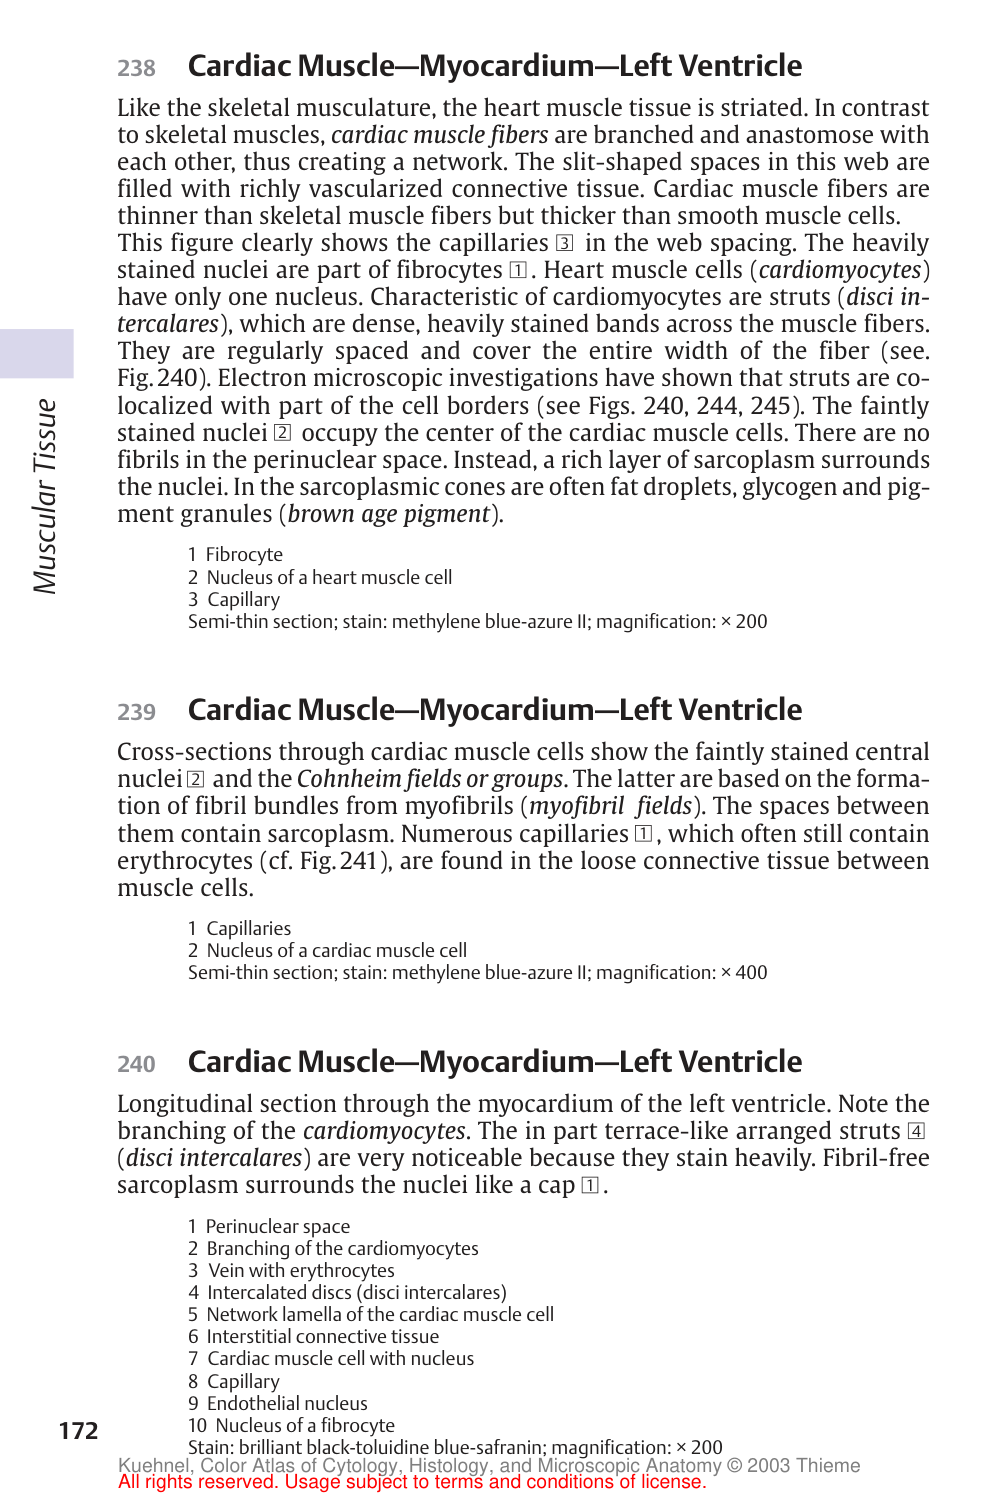 238 Cardiac Muscle—Myocardium—Left Ventricle
Like the skeletal musculature, the heart muscle tissue is striated. In contrast
to skeletal muscles, cardiac muscle fibers are branched and anastomose with
each other, thus creating a network. The slit-shaped spaces in this web are
filled with richly vascularized connective tissue. Cardiac muscle fibers are
thinner than skeletal muscle fibers but thicker than smooth muscle cells.
This figure clearly shows the capillaries 3 in the web spacing. The heavily
stained nuclei are part of fibrocytes 1. Heart muscle cells (cardiomyocytes)
have only one nucleus. Characteristic of cardiomyocytes are struts (disci in-
tercalares), which are dense, heavily stained bands across the muscle fibers.
They are regularly spaced and cover the entire width of the fiber (see.
Fig. 240). Electron microscopic investigations have shown that struts are co-
localized with part of the cell borders (see Figs. 240, 244, 245). The faintly
stained nuclei 2 occupy the center of the cardiac muscle cells. There are no
fibrils in the perinuclear space. Instead, a rich layer of sarcoplasm surrounds
the nuclei. In the sarcoplasmic cones are often fat droplets, glycogen and pig-
ment granules (brown age pigment).
1 Fibrocyte
2 Nucleus of a heart muscle cell
3 Capillary
Semi-thin section; stain: methylene blue-azure II; magnification: × 200
Muscular Tissue
239 Cardiac Muscle—Myocardium—Left Ventricle
Cross-sections through cardiac muscle cells show the faintly stained central
nuclei 2 and the Cohnheim fields or groups. The latter are based on the forma-
tion of fibril bundles from myofibrils (myofibril fields). The spaces between
them contain sarcoplasm. Numerous capillaries 1, which often still contain
erythrocytes (cf. Fig. 241), are found in the loose connective tissue between
muscle cells.
1 Capillaries
2 Nucleus of a cardiac muscle cell
Semi-thin section; stain: methylene blue-azure II; magnification: × 400
240 Cardiac Muscle—Myocardium—Left Ventricle
Longitudinal section through the myocardium of the left ventricle. Note the
branching of the cardiomyocytes. The in part terrace-like arranged struts 4
(disci intercalares) are very noticeable because they stain heavily. Fibril-free
sarcoplasm surrounds the nuclei like a cap 1.
1 Perinuclear space
2 Branching of the cardiomyocytes
3 Vein with erythrocytes
4 Intercalated discs (disci intercalares)
5 Network lamella of the cardiac muscle cell
6 Interstitial connective tissue
7 Cardiac muscle cell with nucleus
8 Capillary
9 Endothelial nucleus
10 Nucleus of a fibrocyte
Stain: brilliant black-toluidine blue-safranin; magnification: × 200
172
Kuehnel, Color Atlas of Cytology, Histology, and Microscopic Anatomy © 2003 Thieme
All rights reserved. Usage subject to terms and conditions of license.